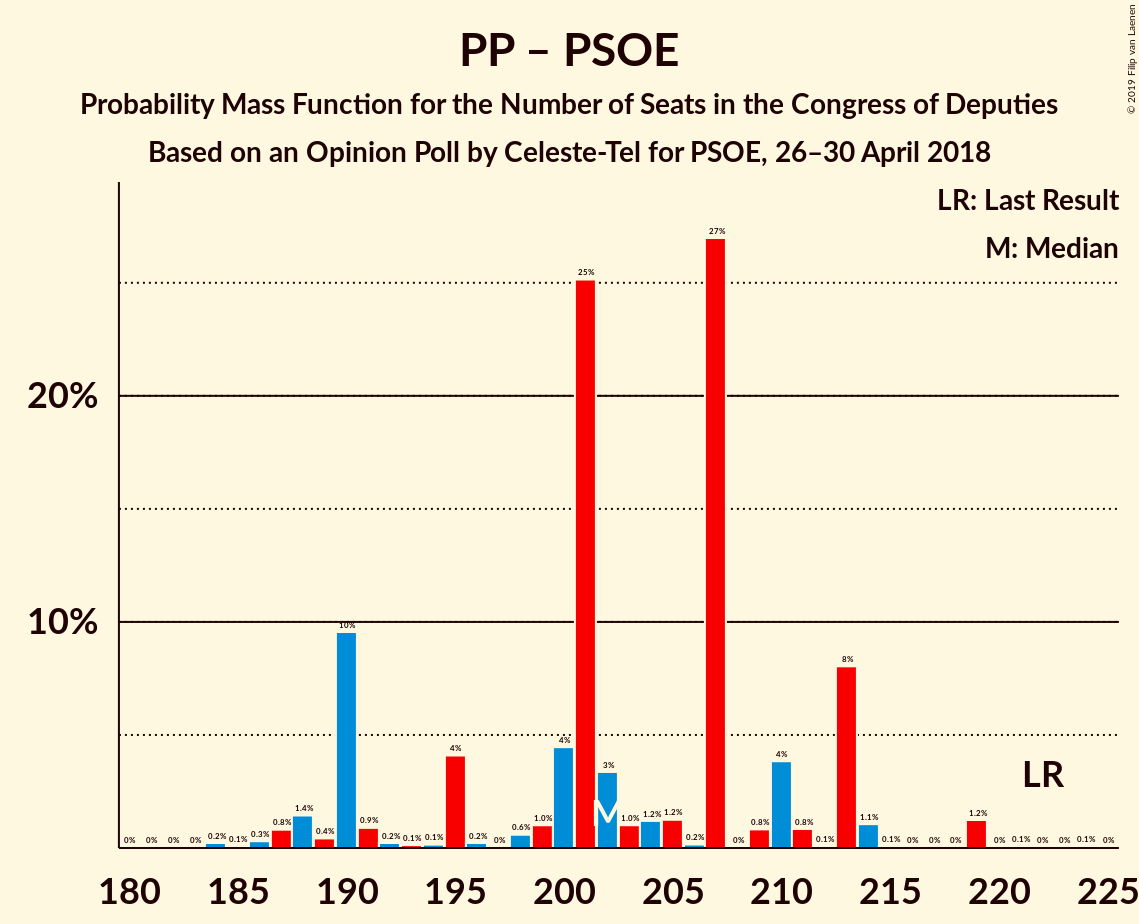 © 2019 Filip van Laenen
PP – PSOE
Probability Mass Function for the Number of Seats in the Congress of Deputies
Based on an Opinion Poll by Celeste-Tel for PSOE, 26–30 April 2018
LR: Last Result
M: Median
20%
10%
0% 0% 0% 0% 0.2% 0.1% 0.3% 0.8% 1.4% 0.4% 10% 0.9% 0.2% 0.1% 0.1% 4% 0.2% 0% 0.6% 1.0% 4% 25% 3% 1.0% 1.2% 1.2% 0.2% 27% 0% 0.8% 4% 0.8% 0.1% 8% 1.1% 0.1% 0% 0% 0% 1.2% 0% 0.1% 0% 0% 0.1% 0%
M
LR
180 185 190 195 200 205 210 215 220 225